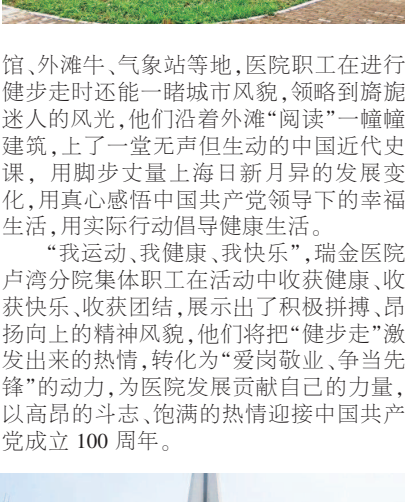 馆、外滩牛、气象站等地,医院职工在进行
健步走时还能一睹城市风貌,领略到旖旎
迷人的风光,他们沿着外滩“阅读”一幢幢
建筑,上了一堂无声但生动的中国近代史
课, 用脚步丈量上海日新月异的发展变
化,用真心感悟中国共产党领导下的幸福
生活,用实际行动倡导健康生活。
“我运动、我健康、我快乐”,瑞金医院
卢湾分院集体职工在活动中收获健康、收
获快乐、收获团结,展示出了积极拼搏、昂
扬向上的精神风貌,他们将把“健步走”激
发出来的热情,转化为“爱岗敬业、争当先
锋”的动力,为医院发展贡献自己的力量,
以高昂的斗志、饱满的热情迎接中国共产
党成立 100 周年。